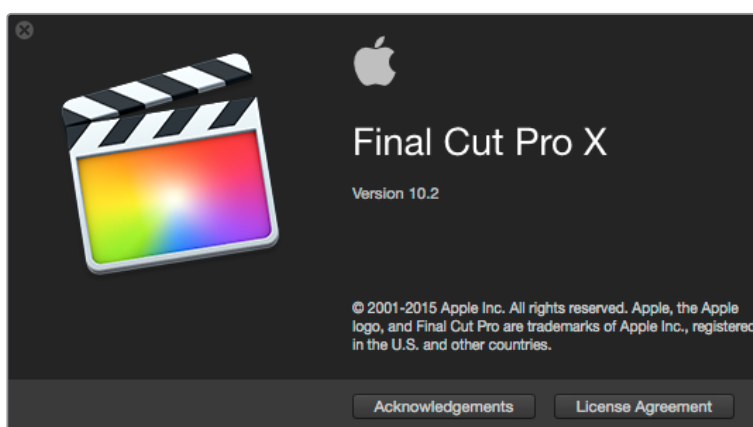 Final Cut Pro X
Version 10.2
© 2001-2015 Apple Inc. All rights reserved. Apple, the Apple
logo, and Final Cut Pro are trademarks of Apple Inc., registered
in the U.S. and other countries.
Acknowledgements
License Agreement